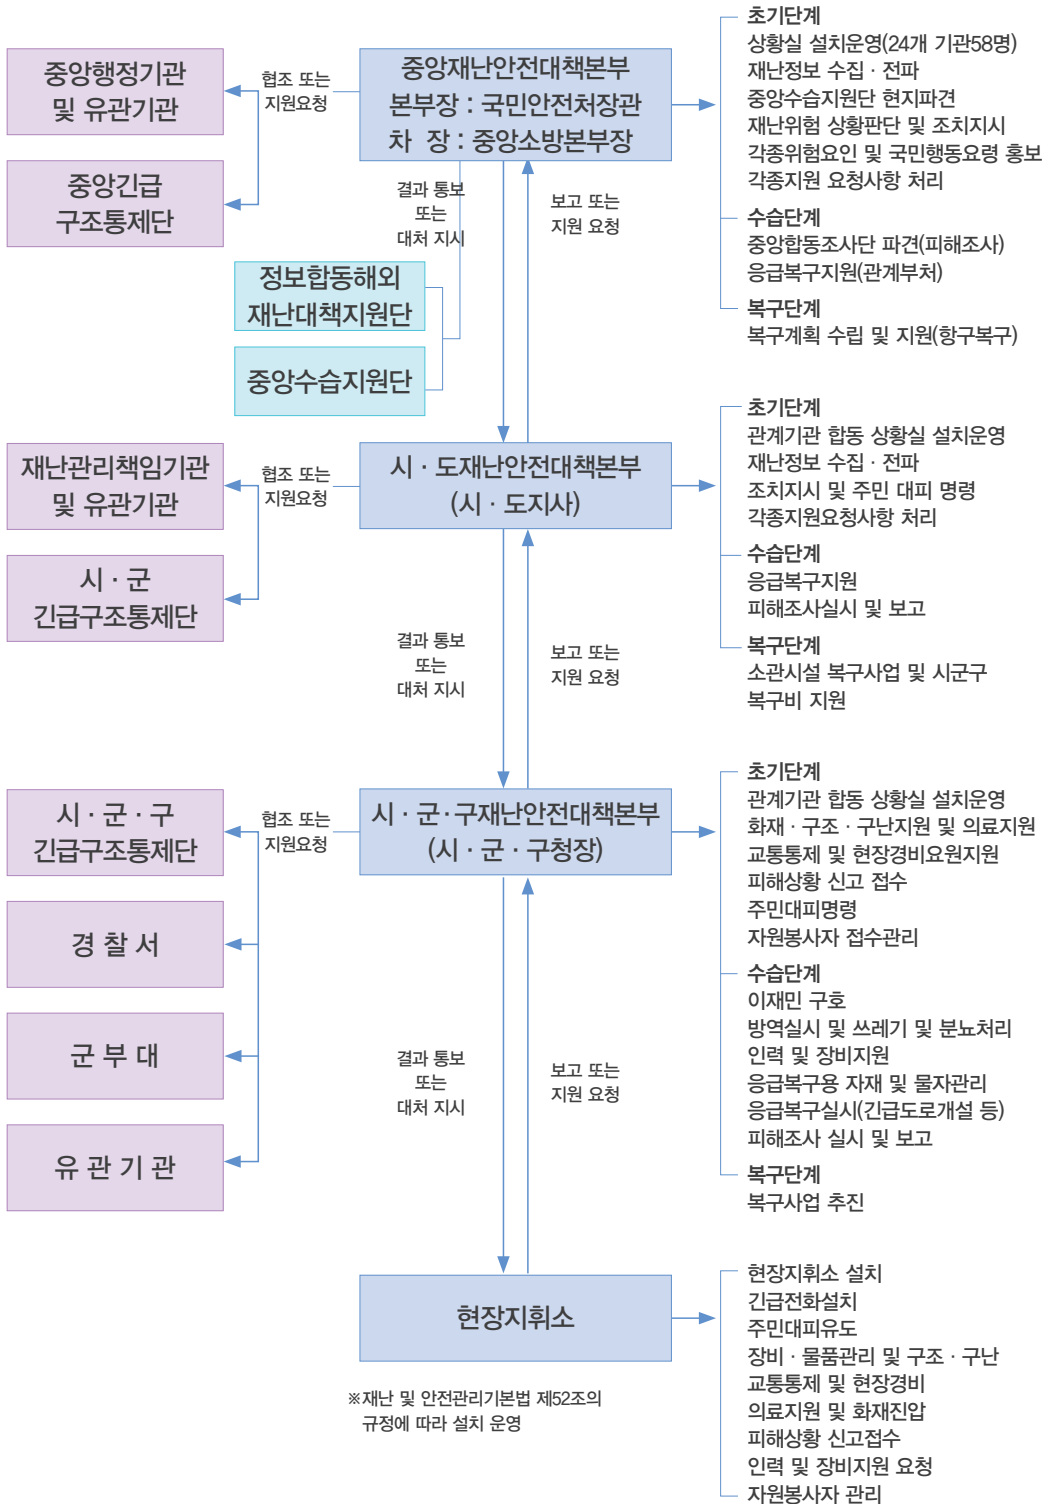 중앙행정기관
및 유관기관
중앙긴급
구조통제단
협조 또는
지원요청
중앙재난안전대책본부
본부장 : 국민안전처장관
차 장 : 중앙소방본부장
초기단계
상황실 설치운영(24개 기관58명)
재난정보 수집 · 전파
중앙수습지원단 현지파견
재난위험 상황판단 및 조치지시
각종위험요인 및 국민행동요령 홍보
각종지원 요청사항 처리
수습단계
중앙합동조사단 파견(피해조사)
응급복구지원(관계부처)
복구단계
복구계획 수립 및 지원(항구복구)
결과 통보
또는
대처 지시
보고 또는
지원 요청
정보합동해외
재난대책지원단
중앙수습지원단
재난관리책임기관
및 유관기관
시 · 군
긴급구조통제단
협조 또는
지원요청
시 · 도재난안전대책본부
(시 · 도지사)
초기단계
관계기관 합동 상황실 설치운영
재난정보 수집 · 전파
조치지시 및 주민 대피 명령
각종지원요청사항 처리
수습단계
응급복구지원
피해조사실시 및 보고
복구단계
소관시설 복구사업 및 시군구
복구비 지원
결과 통보
또는
대처 지시
보고 또는
지원 요청
시 · 군 · 구
긴급구조통제단
경 찰 서
군 부 대
유 관 기 관
협조 또는
지원요청
시 · 군 · 구재난안전대책본부
(시 · 군 · 구청장)
초기단계
관계기관 합동 상황실 설치운영
화재 · 구조 · 구난지원 및 의료지원
교통통제 및 현장경비요원지원
피해상황 신고 접수
주민대피명령
자원봉사자 접수관리
수습단계
이재민 구호
방역실시 및 쓰레기 및 분뇨처리
인력 및 장비지원
응급복구용 자재 및 물자관리
응급복구실시(긴급도로개설 등)
피해조사 실시 및 보고
복구단계
복구사업 추진
결과 통보
또는
대처 지시
보고 또는
지원 요청
현장지휘소
※재난 및 안전관리기본법 제52조의
규정에 따라 설치 운영
현장지휘소 설치
긴급전화설치
주민대피유도
장비 · 물품관리 및 구조 · 구난
교통통제 및 현장경비
의료지원 및 화재진압
피해상황 신고접수
인력 및 장비지원 요청
자원봉사자 관리